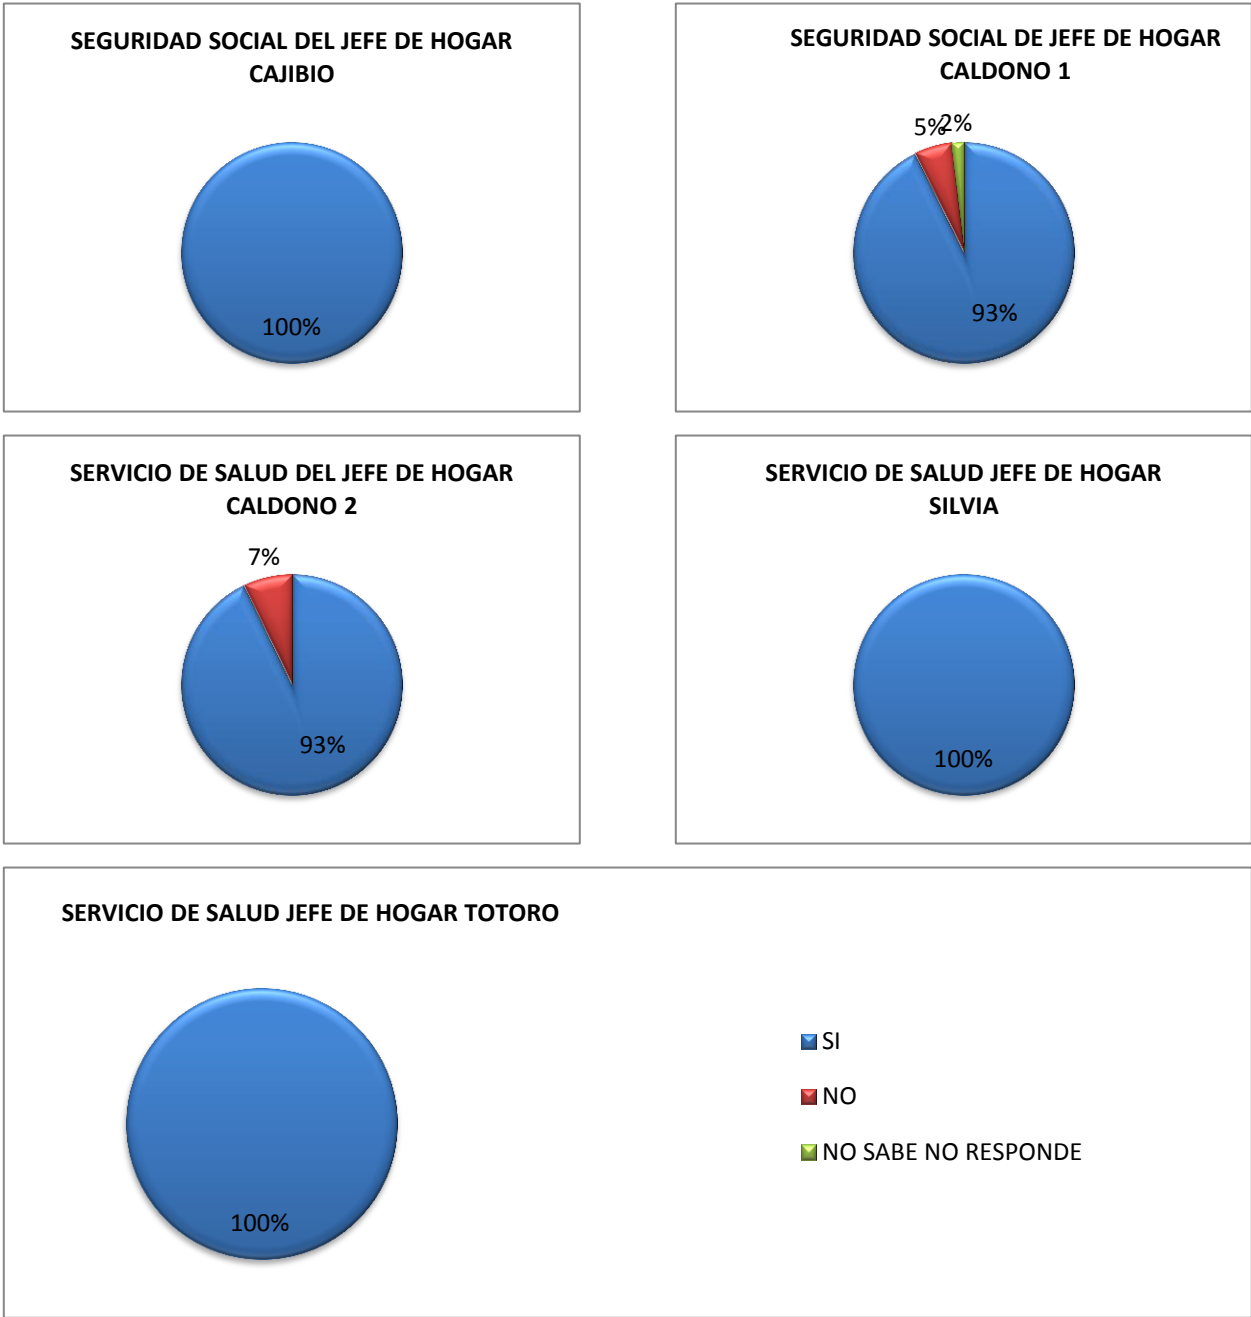 SEGURIDAD SOCIAL DEL JEFE DE HOGAR
CAJIBIO
100%
SEGURIDAD SOCIAL DE JEFE DE HOGAR
CALDONO 1
5%
2%
93%
SERVICIO DE SALUD DEL JEFE DE HOGAR
CALDONO 2
7%
93%
SERVICIO DE SALUD JEFE DE HOGAR
SILVIA
100%
SERVICIO DE SALUD JEFE DE HOGAR TOTORO
100%
SI
NO
NO SABE NO RESPONDE